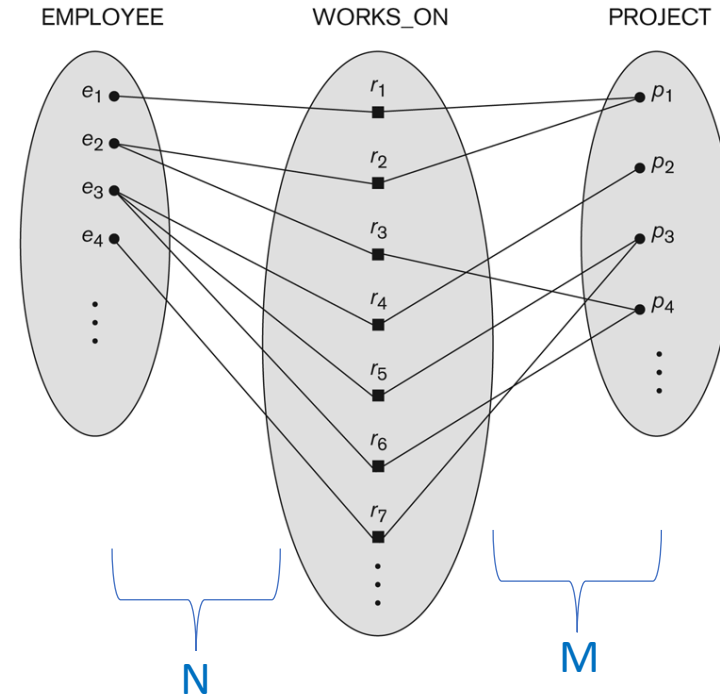 EMPLOYEE
WORKS_ON
PROJECT
e₁
e₂
e₃
e₄
r₁
r₂
r₃
r₄
r₅
r₆
r₇
p₁
p₂
p₃
p₄
N
M